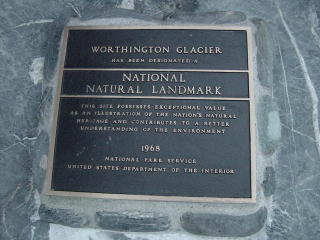 WORTHINGTON GLACIER
HAS BEEN DESIGNATED A
NATIONAL
NATURAL LANDMARK
THIS SITE POSSESSES EXCEPTIONAL VALUE
AS AN ILLUSTRATION OF THE NATION'S NATURAL
HERITAGE AND CONTRIBUTES TO A BETTER
UNDERSTANDING OF THE ENVIRONMENT
1968
NATIONAL PARK SERVICE
UNITED STATES DEPARTMENT OF THE INTERIOR